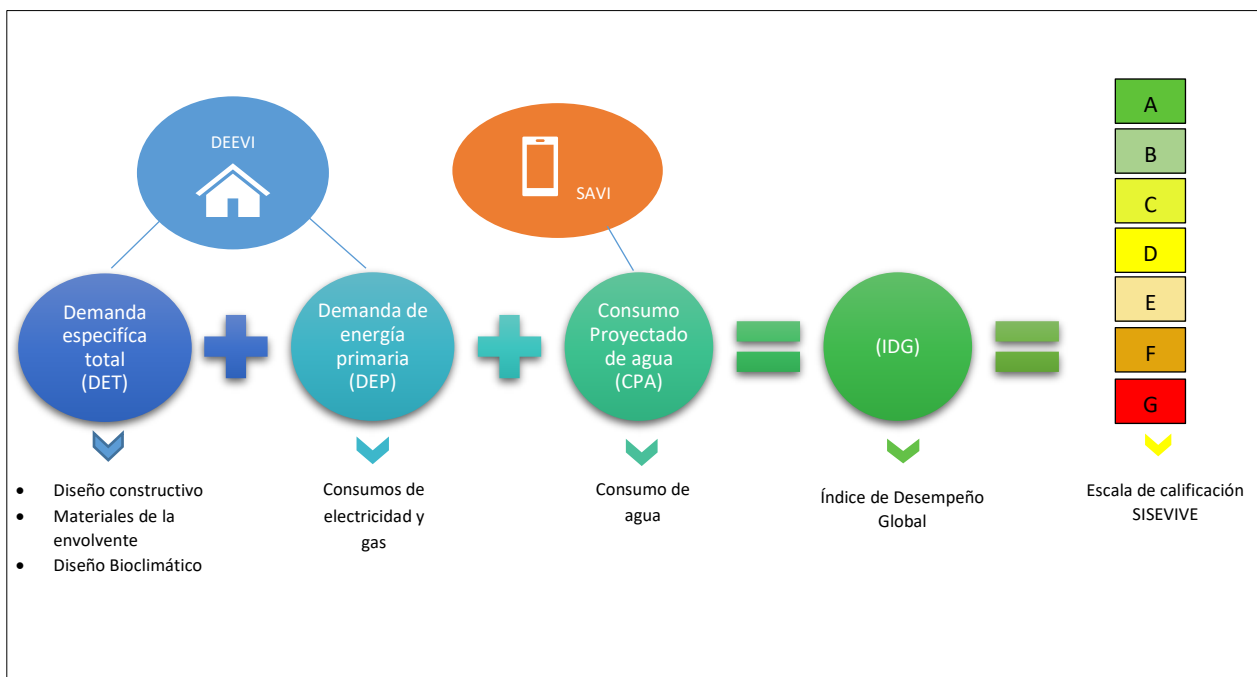 DEEVI
SAVI
Demanda
especifíca
total
(DET)
Demanda de
energía
primaria
(DEP)
Consumo
Proyectado
de agua
(CPA)
(IDG)
A
B
C
D
E
F
G
• Diseño constructivo
• Materiales de la
envolvente
• Diseño Bioclimático
Consumos de
electricidad y
gas
Consumo de
agua
Índice de Desempeño
Global
Escala de calificación
SISEVIVE